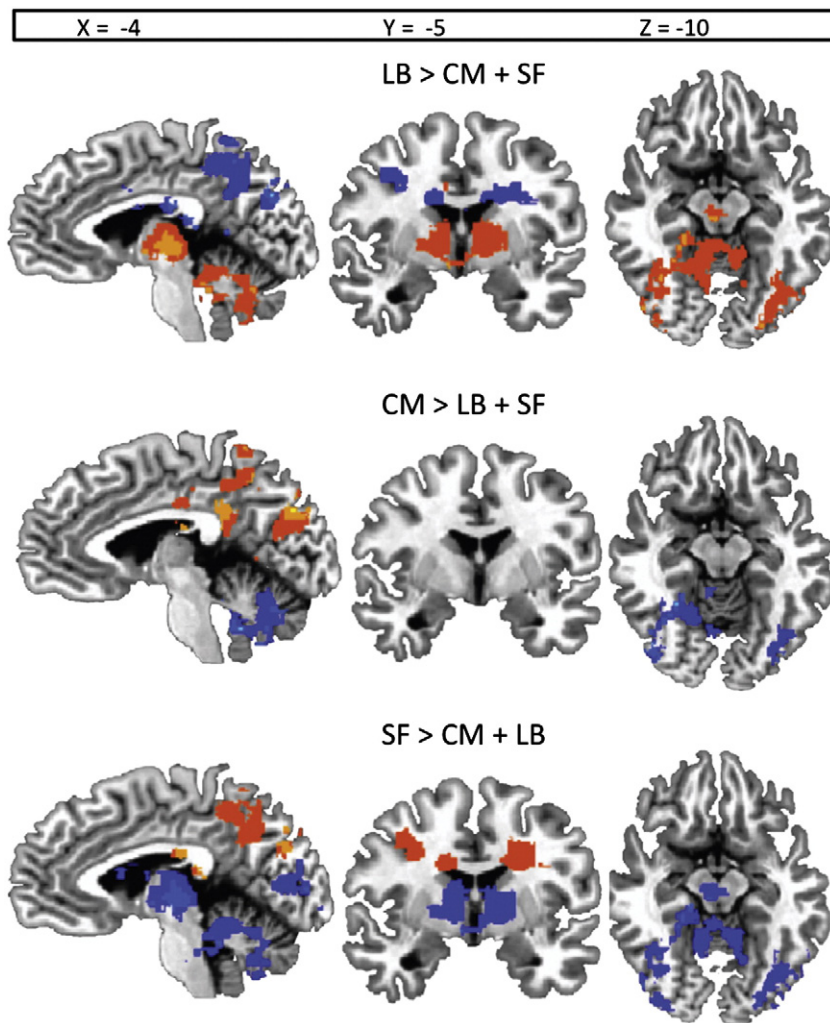 X = -4 Y = -5 Z = -10
LB > CM + SF
CM > LB + SF
SF > CM + LB